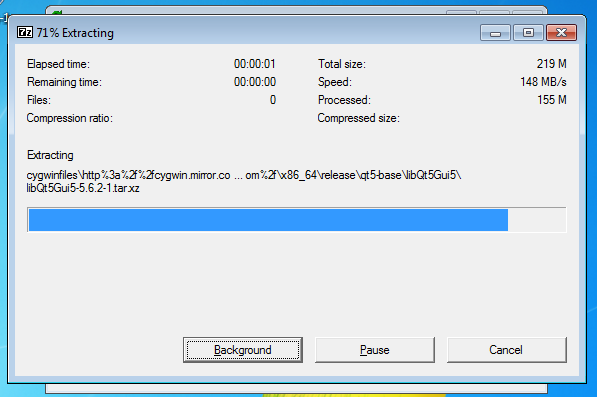 7z 71% Extracting
Elapsed time: 00:00:01 Total size: 219 M
Remaining time: 00:00:00 Speed: 148 MB/s
Files: 0 Processed: 155 M
Compression ratio: Compressed size:
Extracting
cygwinfiles\http%3a%2f%2fcygwin.mirror.co ... om%2f\x86_64\release\qt5-base\libQt5Gui5\
libQt5Gui5-5.6.2-1.tar.xz
Background Pause Cancel